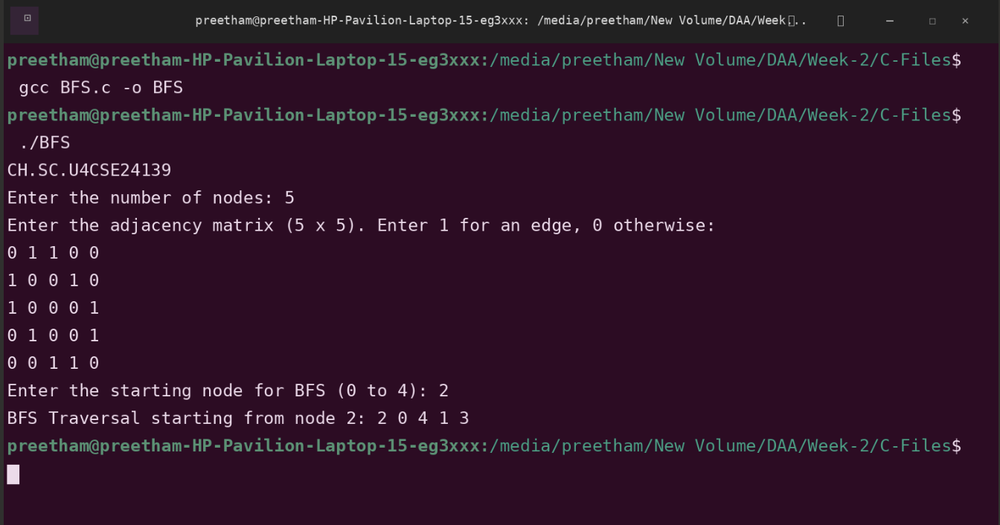 preetham@preetham-HP-Pavilion-Laptop-15-eg3xxx: /media/preetham/New Volume/DAA/Week...
preetham@preetham-HP-Pavilion-Laptop-15-eg3xxx:/media/preetham/New Volume/DAA/Week-2/C-Files$
gcc BFS.c -o BFS
preetham@preetham-HP-Pavilion-Laptop-15-eg3xxx:/media/preetham/New Volume/DAA/Week-2/C-Files$
./BFS
CH.SC.U4CSE24139
Enter the number of nodes: 5
Enter the adjacency matrix (5 x 5). Enter 1 for an edge, 0 otherwise:
0 1 1 0 0
1 0 0 1 0
1 0 0 0 1
0 1 0 0 1
0 0 1 1 0
Enter the starting node for BFS (0 to 4): 2
BFS Traversal starting from node 2: 2 0 4 1 3
preetham@preetham-HP-Pavilion-Laptop-15-eg3xxx:/media/preetham/New Volume/DAA/Week-2/C-Files$